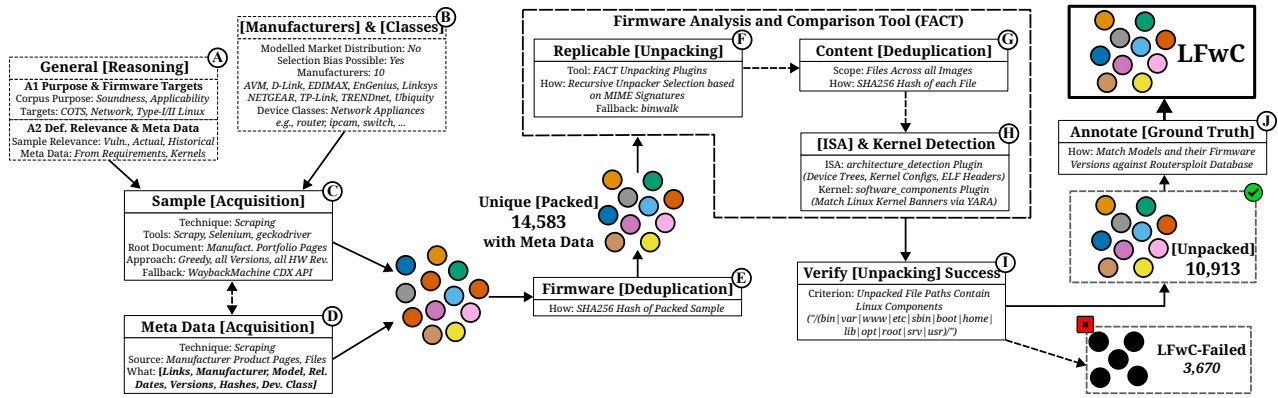 A
General [Reasoning]
A1 Purpose & Firmware Targets
Corpus Purpose: Soundness, Applicability
Targets: COTS, Network, Type-I/II Linux
A2 Def. Relevance & Meta Data
Sample Relevance: Vuln., Actual, Historical
Meta Data: From Requirements, Kernels
B
[Manufacturers] & [Classes]
Modelled Market Distribution: No
Selection Bias Possible: Yes
Manufacturers: 10
AVM, D-Link, EDIMAX, EnGenius, Linksys
NETGEAR, TP-Link, TRENDnet, Ubiquity
Device Classes: Network Appliances
e.g., router, ipcam, switch, ...
C
Sample [Acquisition]
Technique: Scraping
Tools: Scrapy, Selenium, geckodriver
Root Document: Manufact. Portfolio Pages
Approach: Greedy, all Versions, all HW Rev.
Fallback: WaybackMachine CDX API
D
Meta Data [Acquisition]
Technique: Scraping
Source: Manufacturer Product Pages, Files
What: [Links, Manufacturer, Model, Rel.
Dates, Versions, Hashes, Dev. Class]
E
Firmware [Deduplication]
How: SHA256 Hash of Packed Sample
Unique [Packed]
14,583
with Meta Data
Firmware Analysis and Comparison Tool (FACT)
F
Replicable [Unpacking]
Tool: FACT Unpacking Plugins
How: Recursive Unpacker Selection based
on MIME Signatures
Fallback: binwalk
G
Content [Deduplication]
Scope: Files Across all Images
How: SHA256 Hash of each File
H
[ISA] & Kernel Detection
ISA: architecture_detection Plugin
(Device Trees, Kernel Configs, ELF Headers)
Kernel: software_components Plugin
(Match Linux Kernel Banners via YARA)
I
Verify [Unpacking] Success
Criterion: Unpacked File Paths Contain
Linux Components
("/(bin|var|www|etc|sbin|boot|home|
lib|opt|root|srv|usr)/")
LFwC-Failed
3,670
[Unpacked]
10,913
J
Annotate [Ground Truth]
How: Match Models and their Firmware
Versions against Routersploit Database
LFwC